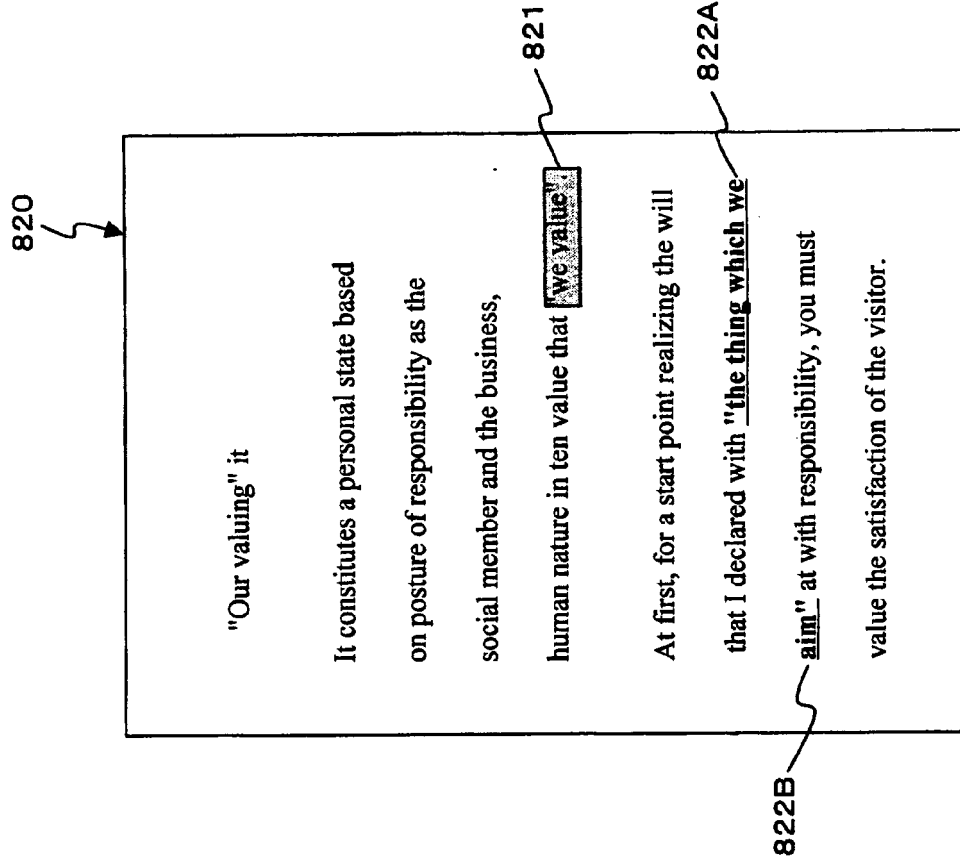 820
"Our valuing" it
It constitutes a personal state based
on posture of responsibility as the
social member and the business,
human nature in ten value that "we value".
821
At first, for a start point realizing the will
that I declared with "the thing which we
822A
aim" at with responsibility, you must
822B
value the satisfaction of the visitor.